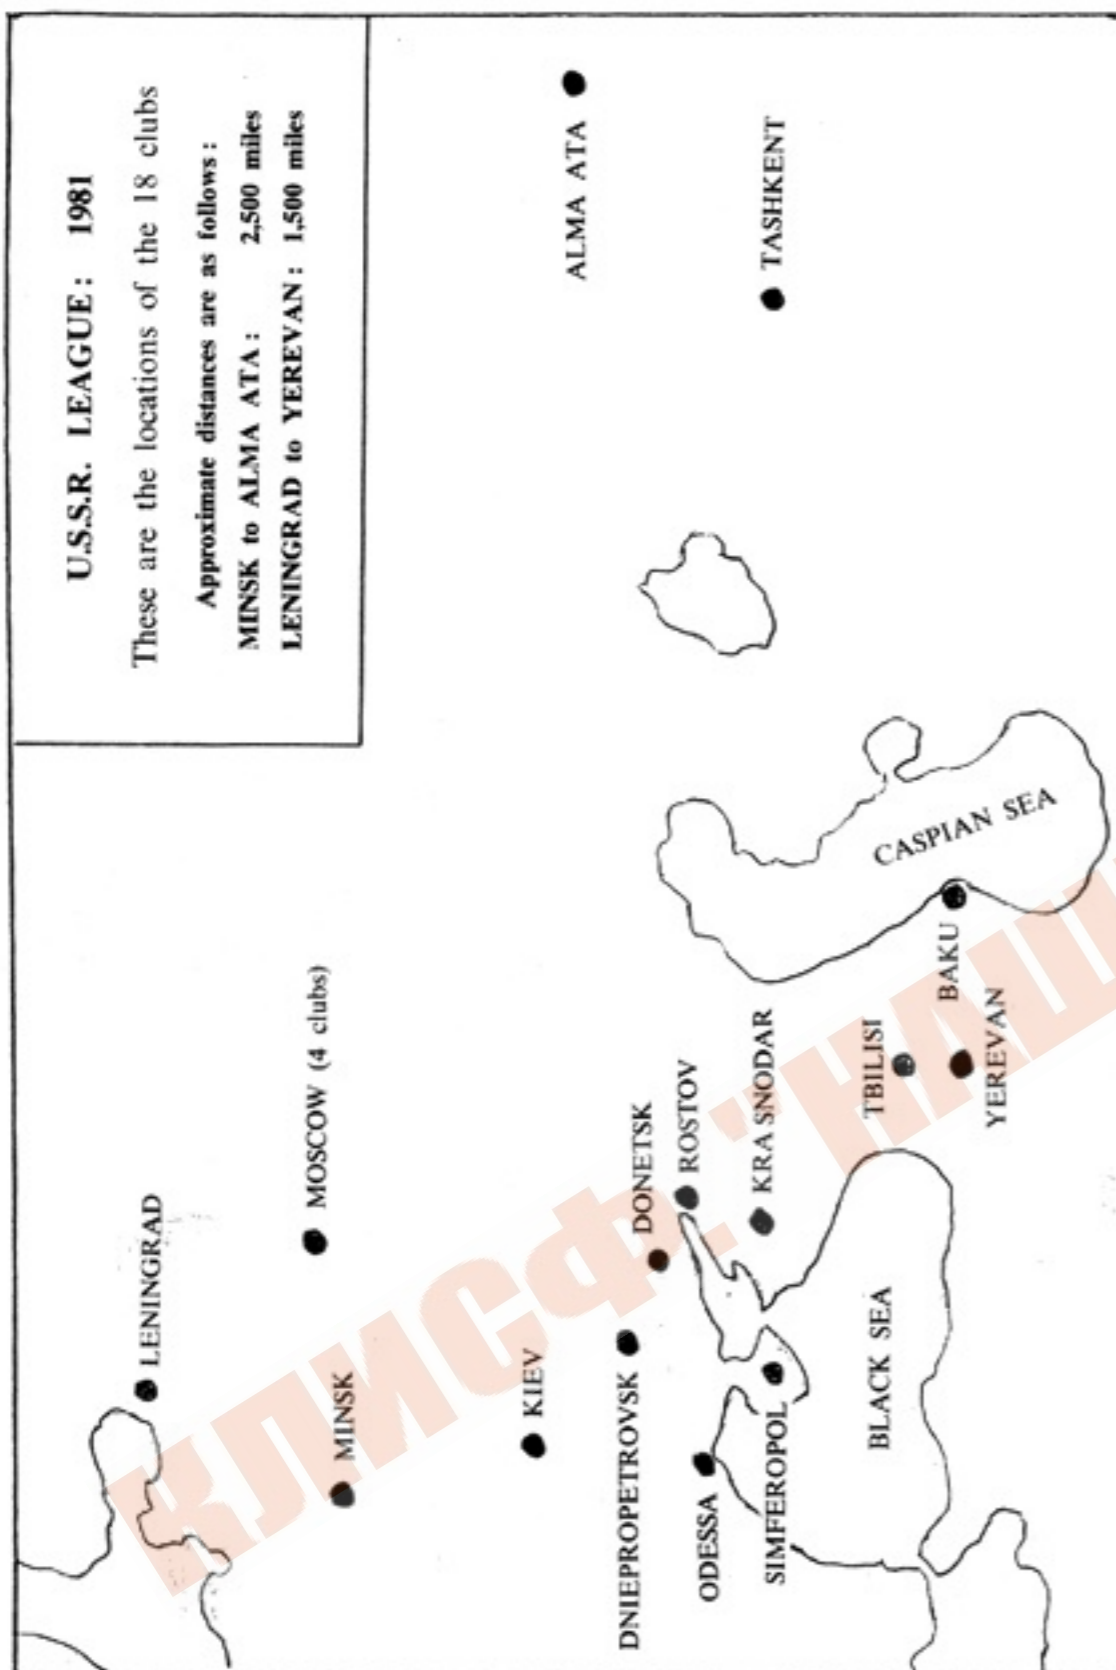 U.S.S.R. LEAGUE: 1981
These are the locations of the 18 clubs
Approximate distances are as follows:
MINSK to ALMA ATA: 2,500 miles
LENINGRAD to YEREVAN: 1,500 miles
LENINGRAD
MOSCOW (4 clubs)
MINSK
ALMA ATA
KIEV
DNIEPROPETROVSK
DONETSK
ROSTOV
TASHKENT
ODESSA
KRASNODAR
SIMFEROPOL
BLACK SEA
TBILISI
CASPIAN SEA
BAKU
YEREVAN
КЛИСФ. "НАШ